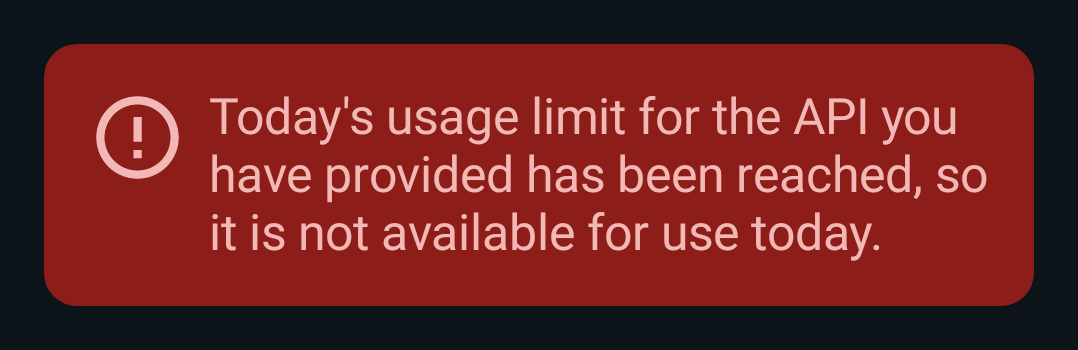 Today's usage limit for the API you
have provided has been reached, so
it is not available for use today.